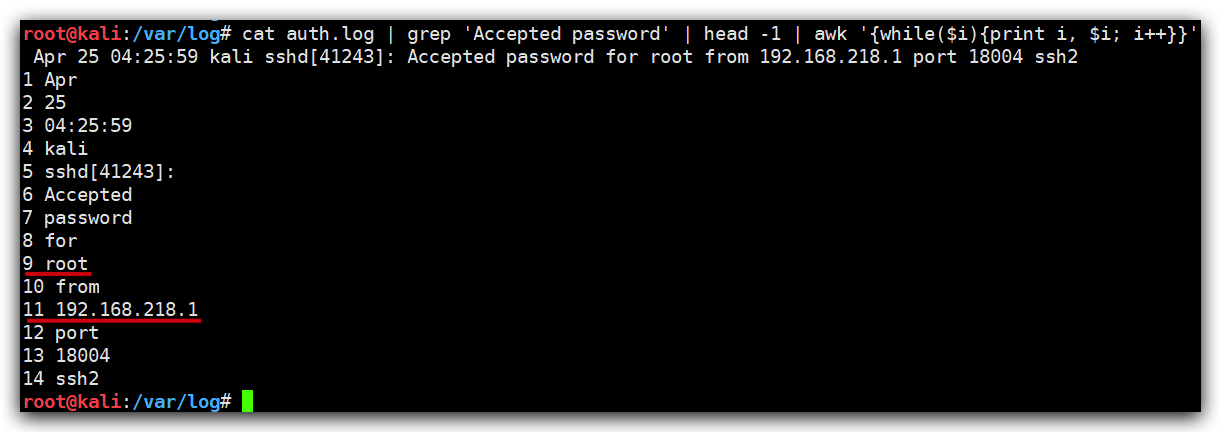 root@kali:/var/log# cat auth.log | grep 'Accepted password' | head -1 | awk '{while($i){print i, $i; i++}}'
 Apr 25 04:25:59 kali sshd[41243]: Accepted password for root from 192.168.218.1 port 18004 ssh2
1 Apr
2 25
3 04:25:59
4 kali
5 sshd[41243]:
6 Accepted
7 password
8 for
9 root
10 from
11 192.168.218.1
12 port
13 18004
14 ssh2
root@kali:/var/log#